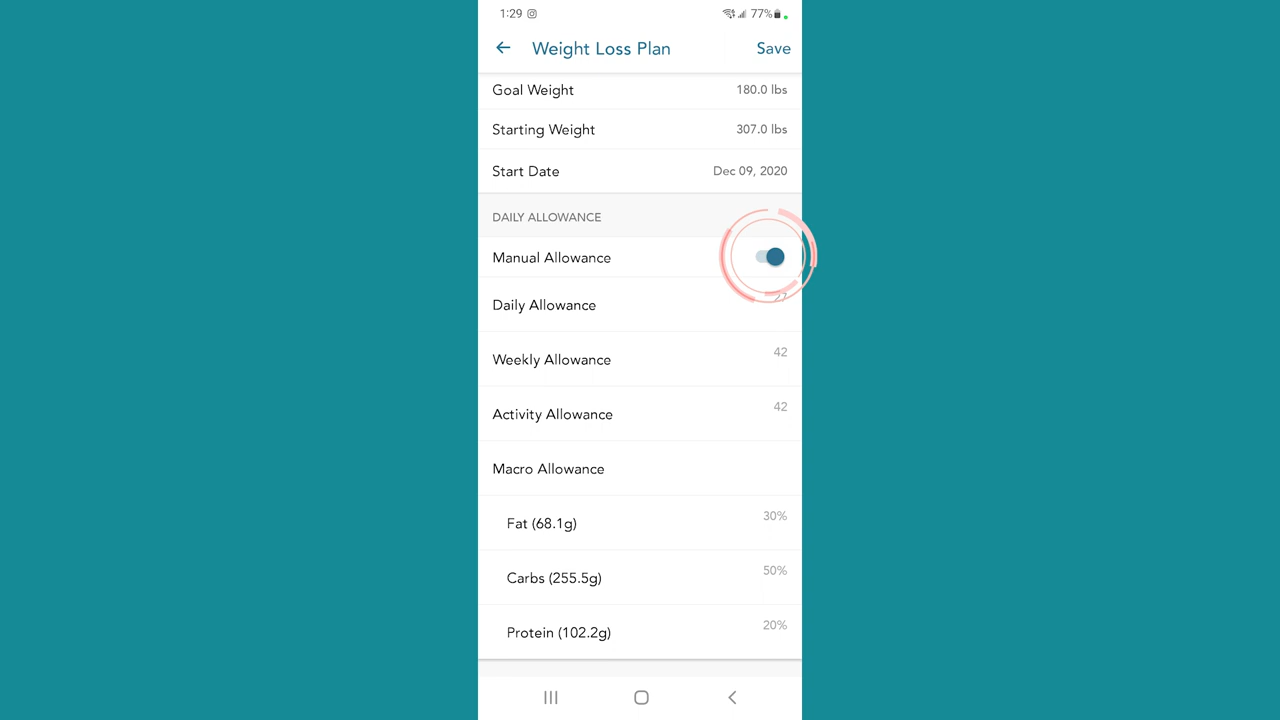 1:29 77%
Weight Loss Plan Save
Goal Weight 180.0 lbs
Starting Weight 307.0 lbs
Start Date Dec 09, 2020
DAILY ALLOWANCE
Manual Allowance
Daily Allowance 27
Weekly Allowance 42
Activity Allowance 42
Macro Allowance
Fat (68.1g) 30%
Carbs (255.5g) 50%
Protein (102.2g) 20%